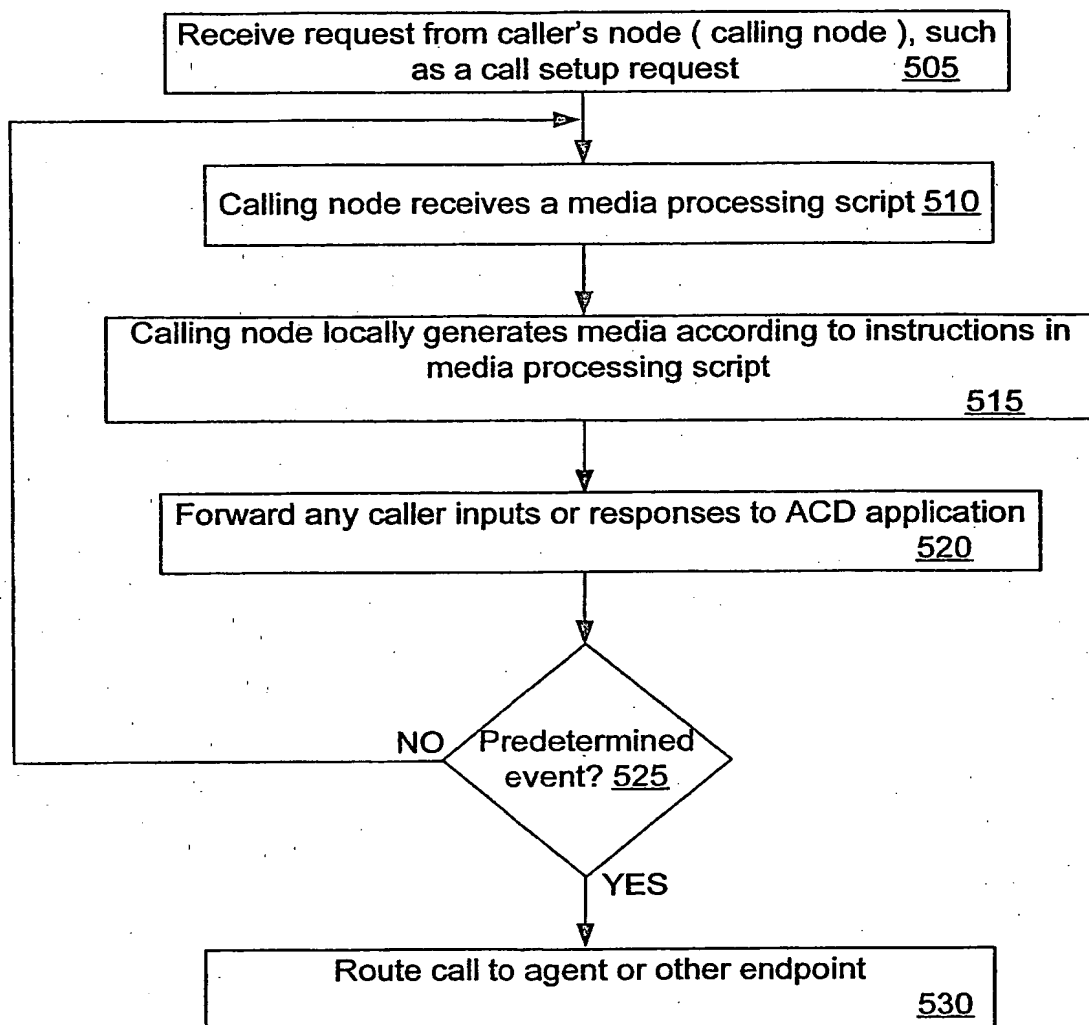 Receive request from caller's node ( calling node ), such
as a call setup request 505
Calling node receives a media processing script 510
Calling node locally generates media according to instructions in
media processing script
515
Forward any caller inputs or responses to ACD application
520
NO
Predetermined
event? 525
YES
Route call to agent or other endpoint
530